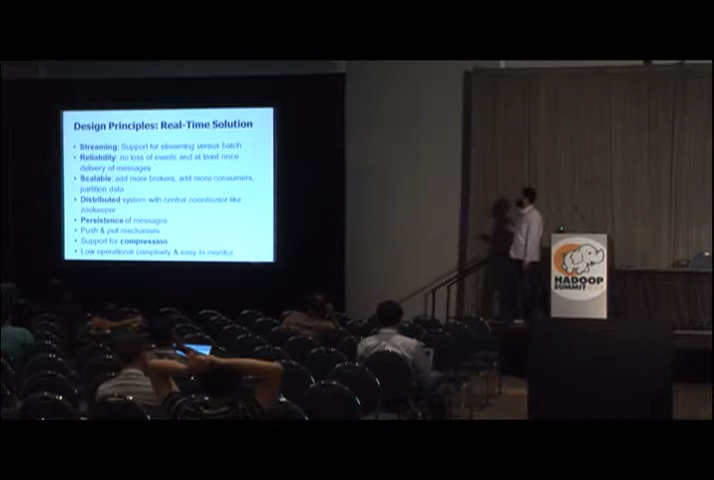 Design Principles: Real-Time Solution
• Streaming: Support for streaming versus batch
• Reliability: no loss of events and at least once
delivery of messages
• Scalable: add more brokers, add more consumers,
partition data
• Distributed system with central coordinator like
zookeeper
• Persistence of messages
• Push & pull mechanism
• Support for compression
• Low operational complexity & easy to monitor
HADOOP
SUMMIT